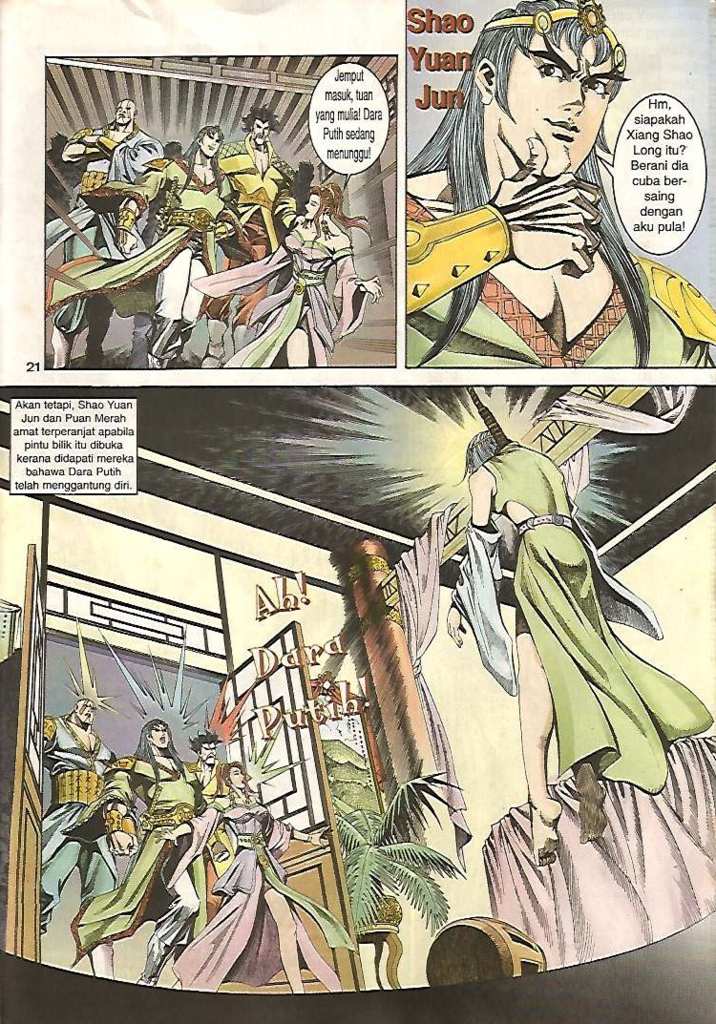 Jemput
masuk, tuan
yang mulia! Dara
Putih sedang
menunggu!
Shao
Yuan
Jun
Hm,
siapakah
Xiang Shao
Long itu?
Berani dia
cuba ber-
saing
dengan
aku pula!
21
Akan tetapi, Shao Yuan
Jun dan Puan Merah
amat terperanjat apabila
pintu bilik itu dibuka
kerana didapati mereka
bahawa Dara Putih
telah menggantung diri.
Ah!
Dara
Putih!